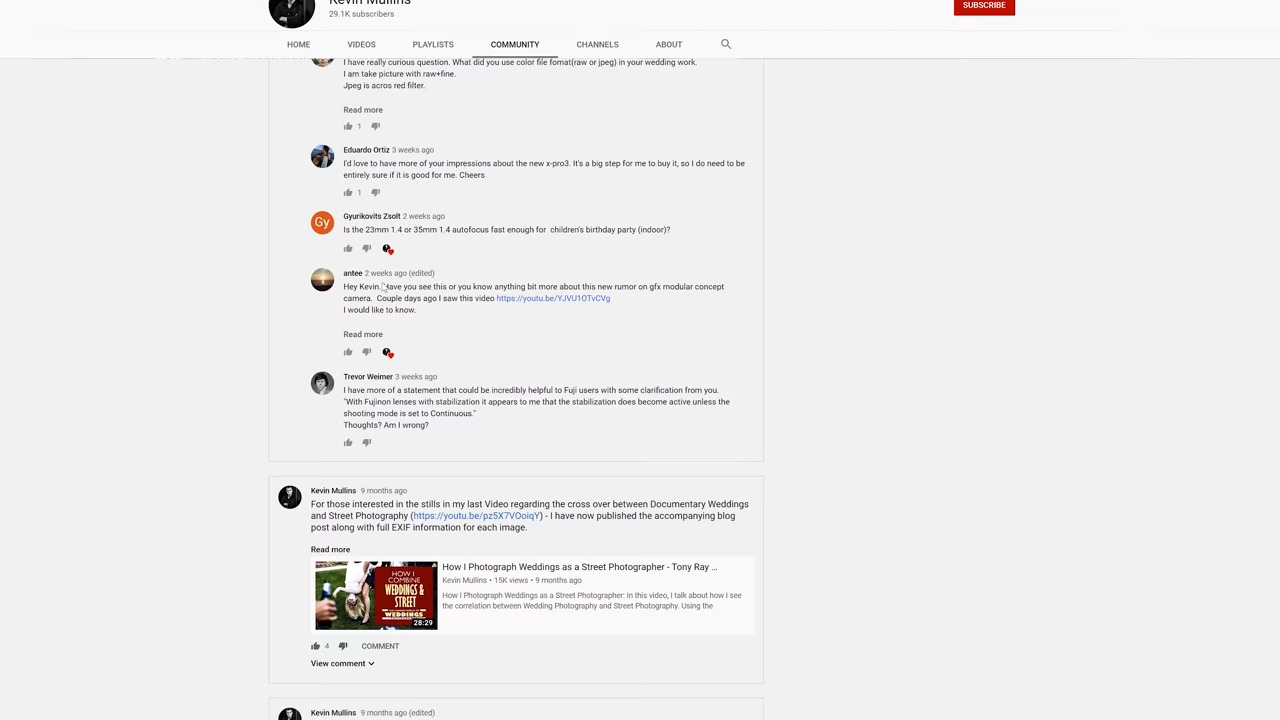 Kevin Mullins
29.1K subscribers
SUBSCRIBE
HOME VIDEOS PLAYLISTS COMMUNITY CHANNELS ABOUT
I have really curious question. What did you use color file fomat(raw or jpeg) in your wedding work.
I am take picture with raw+fine.
Jpeg is acros red filter.
Read more
1
Eduardo Ortiz 3 weeks ago
I'd love to have more of your impressions about the new x-pro3. It's a big step for me to buy it, so I do need to be
entirely sure if it is good for me. Cheers
1
Gy
Gyurikovits Zsolt 2 weeks ago
Is the 23mm 1.4 or 35mm 1.4 autofocus fast enough for children's birthday party (indoor)?
antee 2 weeks ago (edited)
Hey Kevin. Have you see this or you know anything bit more about this new rumor on gfx modular concept
camera. Couple days ago I saw this video https://youtu.be/YJVU1OTvCVg
I would like to know.
Read more
Trevor Weimer 3 weeks ago
I have more of a statement that could be incredibly helpful to Fuji users with some clarification from you.
"With Fujinon lenses with stabilization it appears to me that the stabilization does become active unless the
shooting mode is set to Continuous."
Thoughts? Am I wrong?
Kevin Mullins 9 months ago
For those interested in the stills in my last Video regarding the cross over between Documentary Weddings
and Street Photography (https://youtu.be/pz5X7VOoiqY) - I have now published the accompanying blog
post along with full EXIF information for each image.
Read more
HOW I
COMBINE
WEDDINGS
& STREET
WEDDINGS
28:29
How I Photograph Weddings as a Street Photographer - Tony Ray ...
Kevin Mullins • 15K views • 9 months ago
How I Photograph Weddings as a Street Photographer: in this video, I talk about how I see
the correlation between Wedding Photography and Street Photography. Using the
4 COMMENT
View comment
Kevin Mullins 9 months ago (edited)